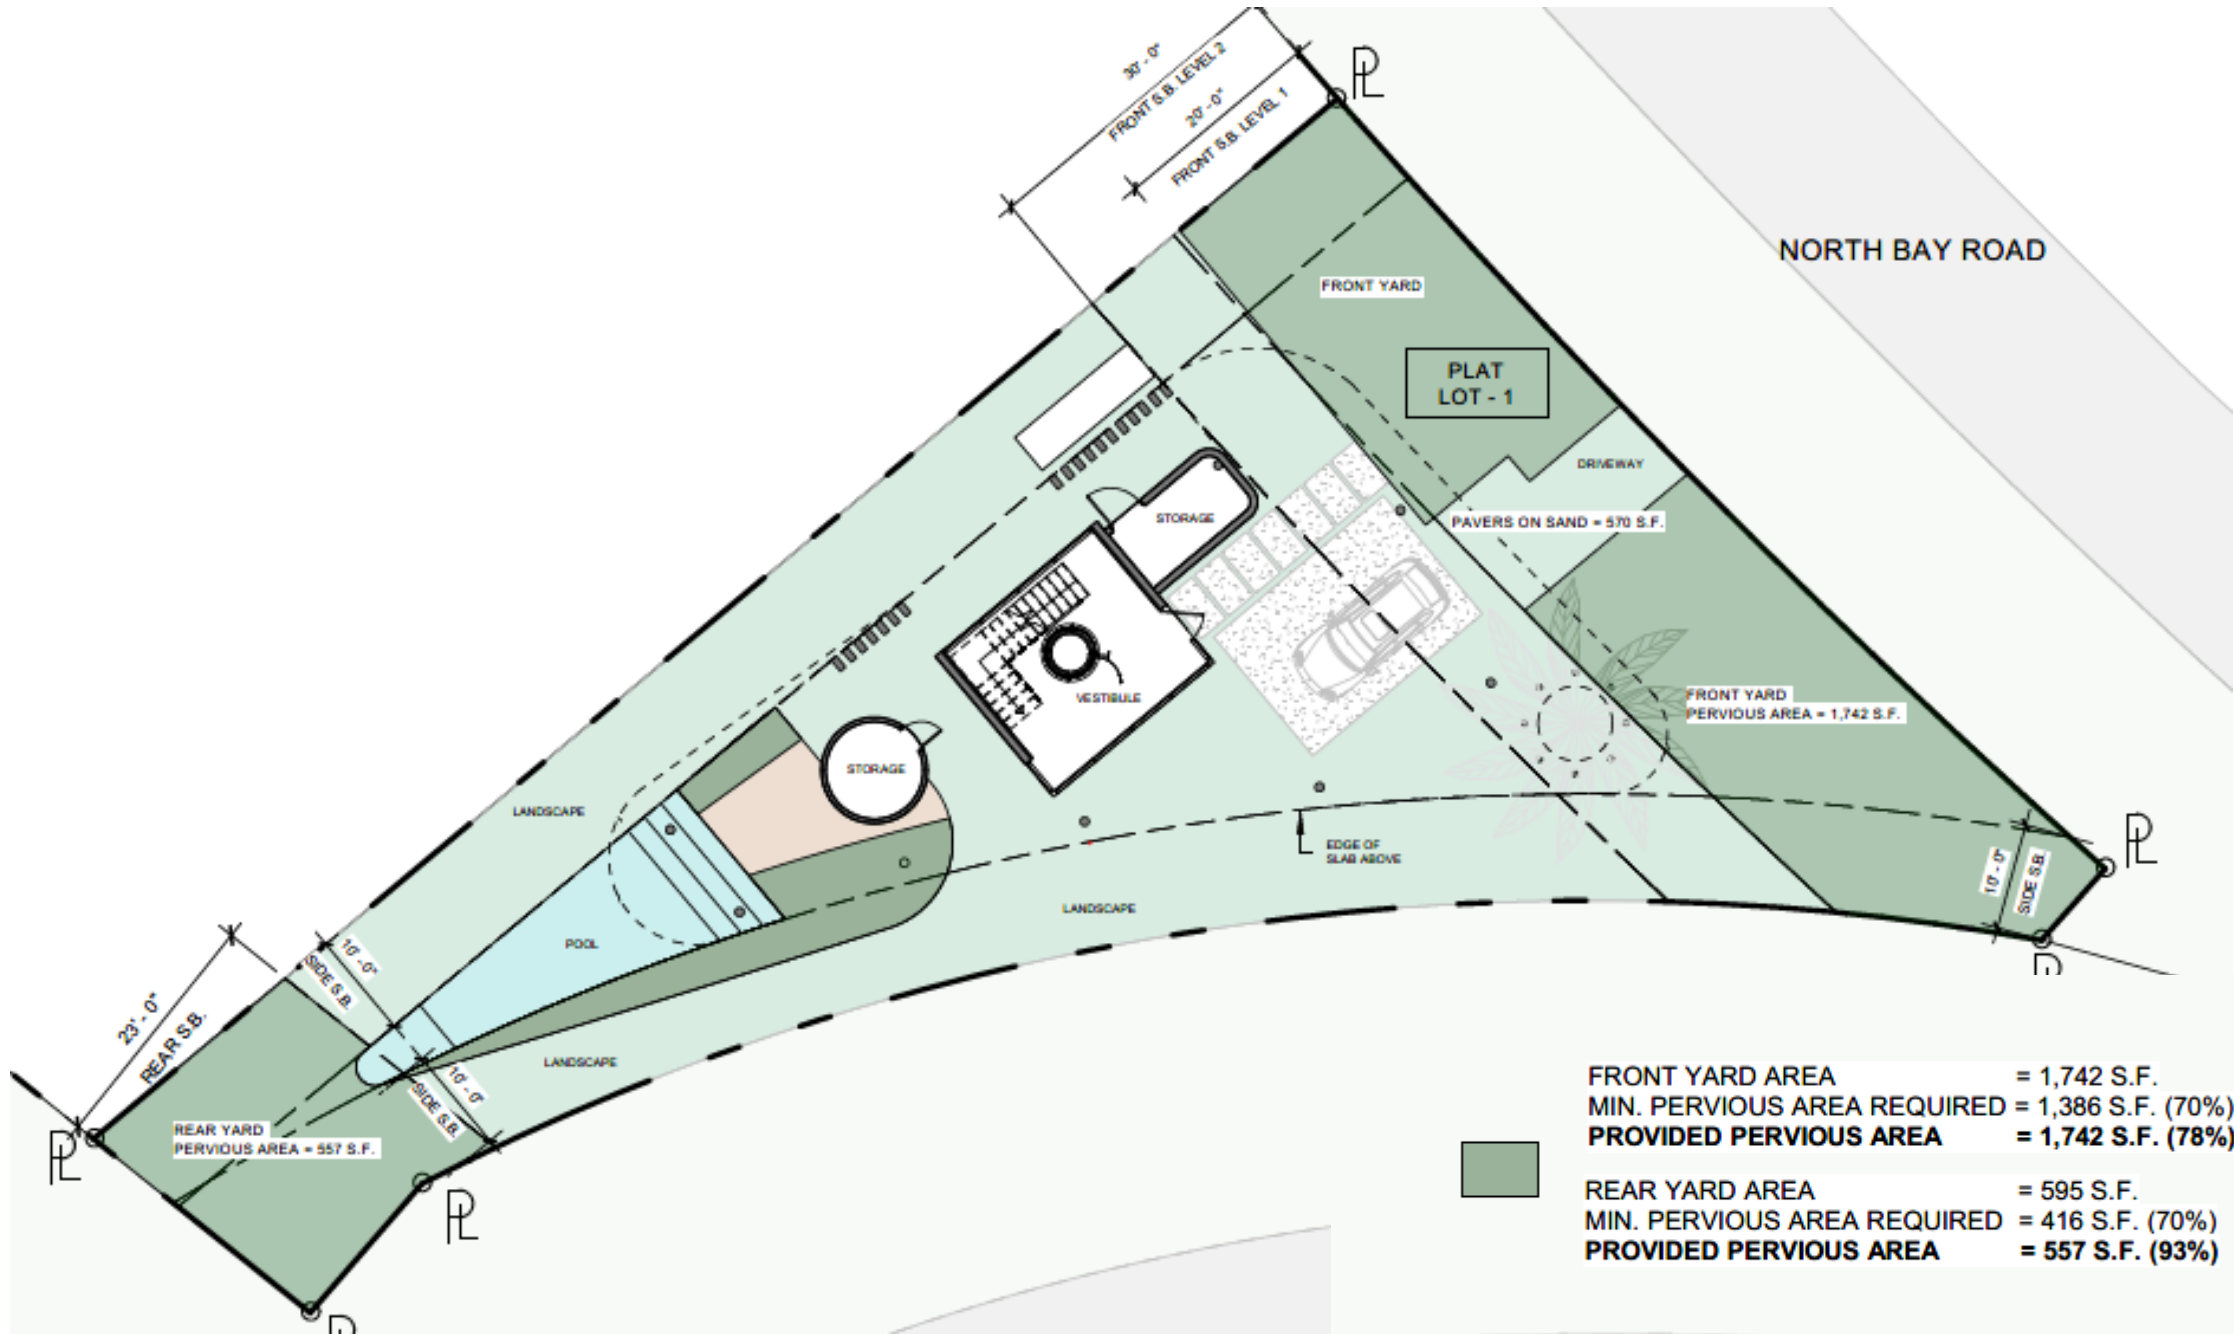 30' - 0"
FRONT S.B. LEVEL 2
20' - 0"
FRONT S.B. LEVEL 1
PL
NORTH BAY ROAD
FRONT YARD
PLAT
LOT - 1
DRIVEWAY
STORAGE
PAVERS ON SAND = 570 S.F.
VESTIBULE
FRONT YARD
PERVIOUS AREA = 1,742 S.F.
STORAGE
LANDSCAPE
EDGE OF
SLAB ABOVE
PL
10' - 0"
SIDE S.B.
LANDSCAPE
POOL
10' - 0"
SIDE S.B.
23' - 0"
REAR S.B.
LANDSCAPE
10' - 0"
SIDE S.B.
REAR YARD
PERVIOUS AREA = 557 S.F.
PL
PL
FRONT YARD AREA = 1,742 S.F.
MIN. PERVIOUS AREA REQUIRED = 1,386 S.F. (70%)
PROVIDED PERVIOUS AREA = 1,742 S.F. (78%)
REAR YARD AREA = 595 S.F.
MIN. PERVIOUS AREA REQUIRED = 416 S.F. (70%)
PROVIDED PERVIOUS AREA = 557 S.F. (93%)